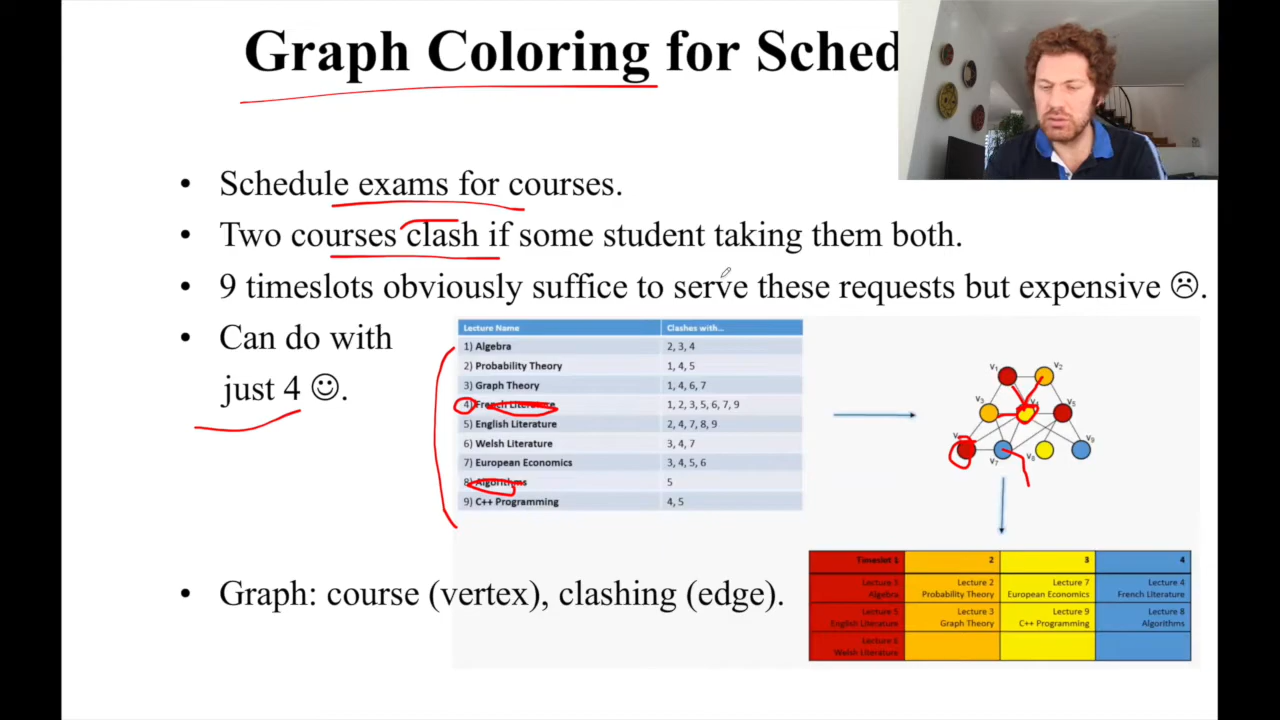 Graph Coloring for Sched
• Schedule exams for courses.
• Two courses clash if some student taking them both.
• 9 timeslots obviously suffice to serve these requests but expensive ☹.
• Can do with
just 4 ☺.
Lecture Name Clashes with...
1) Algebra 2, 3, 4
2) Probability Theory 1, 4, 5
3) Graph Theory 1, 4, 6, 7
4) French Literature 1, 2, 3, 5, 6, 7, 9
5) English Literature 2, 4, 7, 8, 9
6) Welsh Literature 3, 4, 7
7) European Economics 3, 4, 5, 6
8) Algorithms 5
9) C++ Programming 4, 5
v₁ v₂
v₃ v₅
v₇ v₈ v₉
• Graph: course (vertex), clashing (edge).
Timeslot 1 2 3 4
Lecture 1 Lecture 2 Lecture 7 Lecture 4
Algebra Probability Theory European Economics French Literature
Lecture 5 Lecture 3 Lecture 9 Lecture 8
English Literature Graph Theory C++ Programming Algorithms
Lecture 6
Welsh Literature